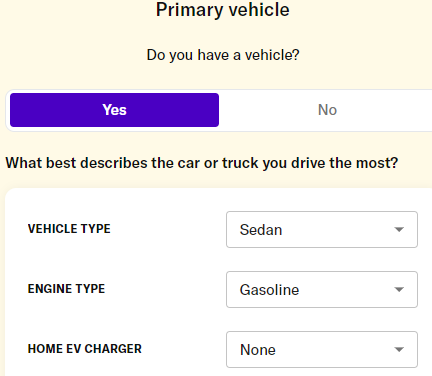 Primary vehicle
Do you have a vehicle?
Yes No
What best describes the car or truck you drive the most?
VEHICLE TYPE Sedan
ENGINE TYPE Gasoline
HOME EV CHARGER None